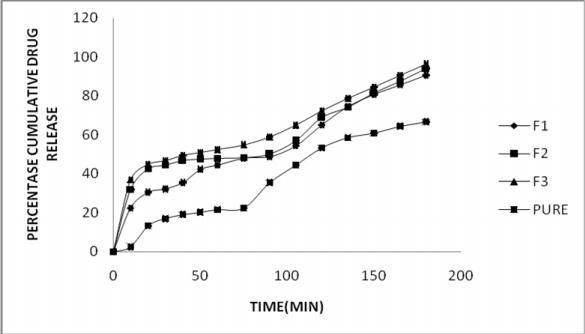 PERCENTASE CUMULATIVE DRUG
RELEASE
120
100
80
60
40
20
0
0
50
100
150
200
TIME(MIN)
F1
F2
F3
PURE